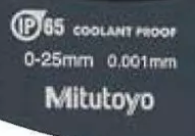 IP65 COOLANT PROOF
0-25mm 0.001mm
Mitutoyo